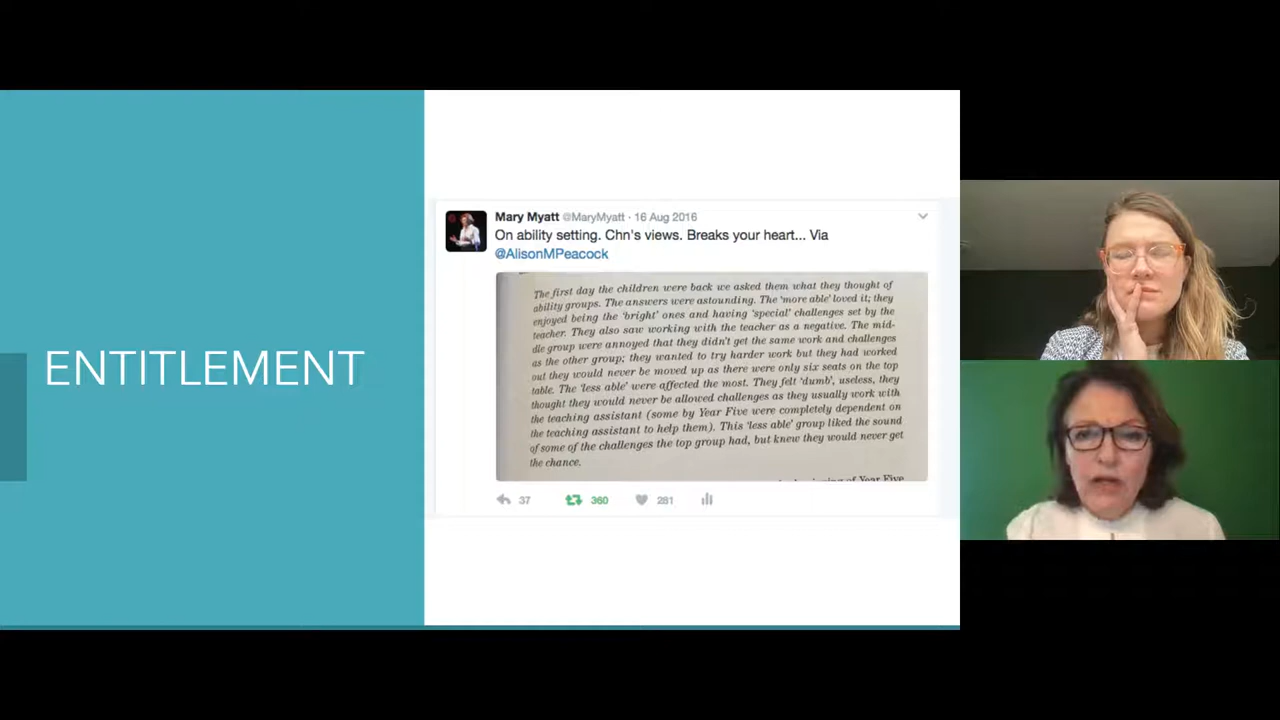 ENTITLEMENT
Mary Myatt @MaryMyatt · 16 Aug 2016
On ability setting. Chn's views. Breaks your heart... Via
@AlisonMPeacock
The first day the children were back we asked them what they thought of
ability groups. The answers were astounding. The 'more able' loved it; they
enjoyed being the 'bright' ones and having 'special' challenges set by the
teacher. They also saw working with the teacher as a negative. The mid-
dle group were annoyed that they didn't get the same work and challenges
as the other group; they wanted to try harder work but they had worked
out they would never be moved up as there were only six seats on the top
table. The 'less able' were affected the most. They felt 'dumb', useless, they
thought they would never be allowed challenges as they usually work with
the teaching assistant (some by Year Five were completely dependent on
the teaching assistant to help them). This 'less able' group liked the sound
of some of the challenges the top group had, but knew they would never get
the chance.
of Year Five
37 360 281